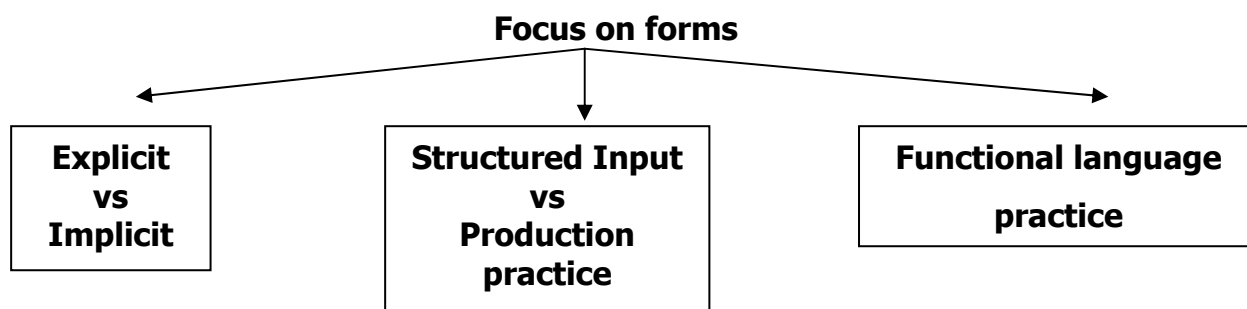 Focus on forms
Explicit
vs
Implicit
Structured Input
vs
Production
practice
Functional language
practice